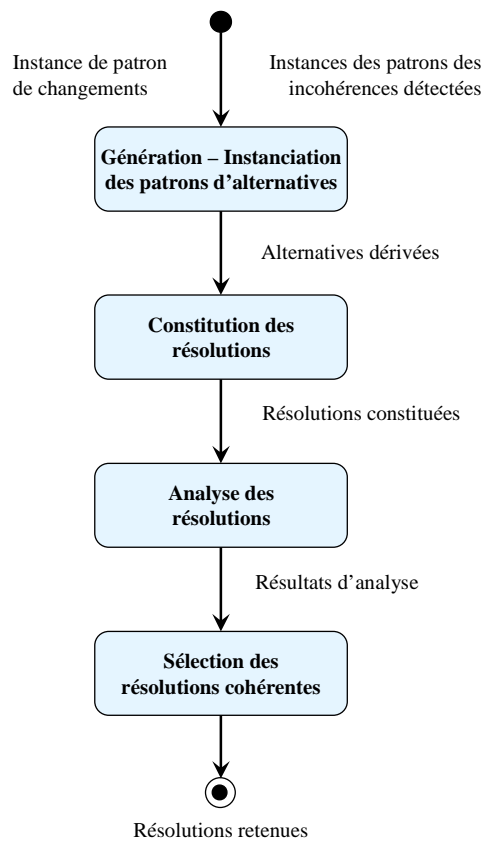 Instance de patron
de changements
Instances des patrons des
incohérences détectées
Génération – Instanciation
des patrons d’alternatives
Alternatives dérivées
Constitution des
résolutions
Résolutions constituées
Analyse des
résolutions
Résultats d’analyse
Sélection des
résolutions cohérentes
Résolutions retenues